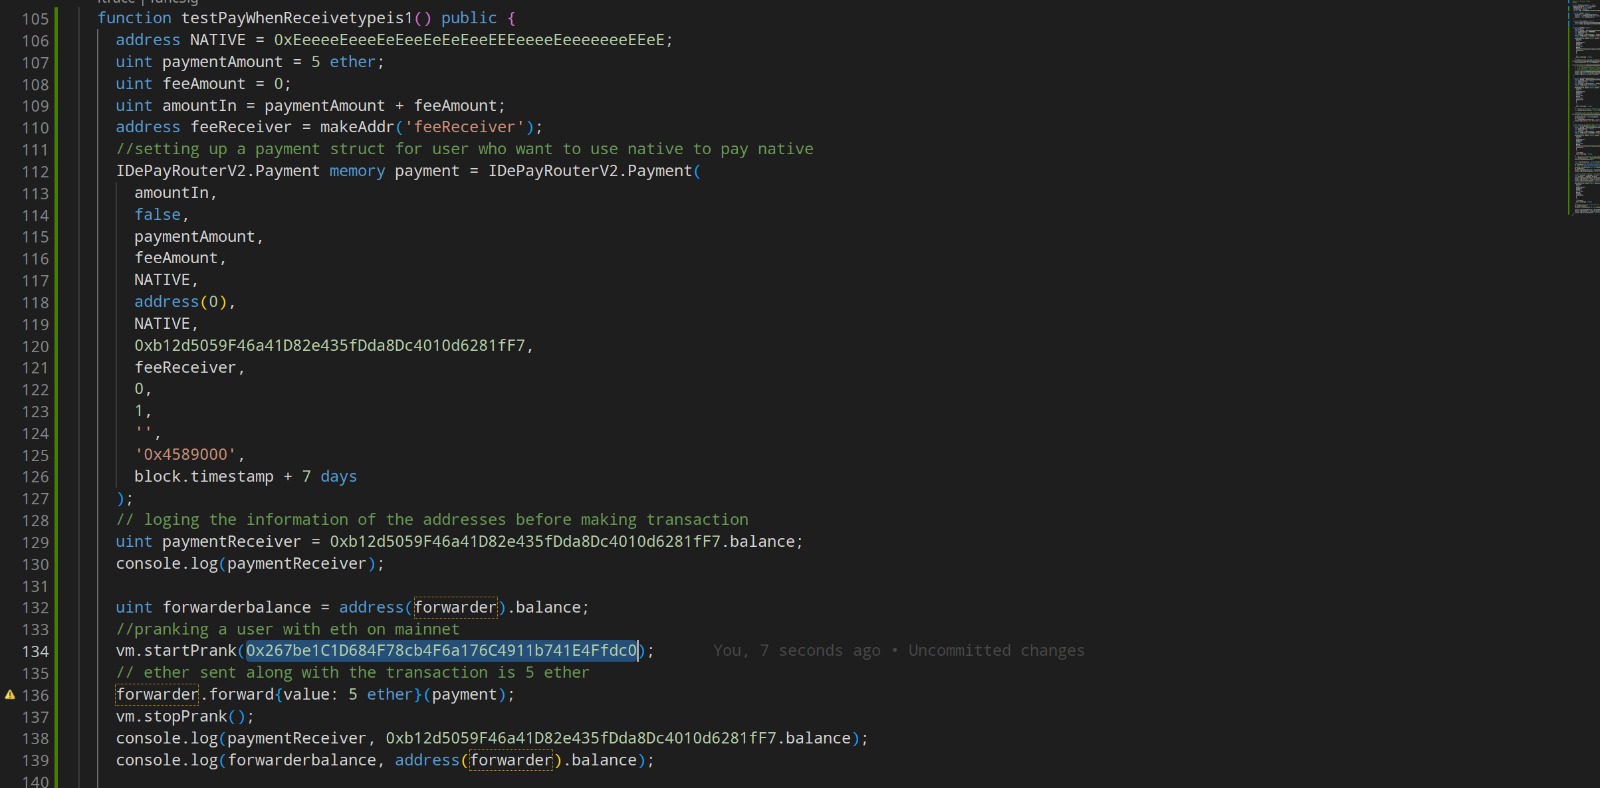 105 function testPayWhenReceivetypeis1() public {
106 address NATIVE = 0xEeeeeEeeeEeEeeEeEeEeeEEEeeeeEeeeeeeeEEeE;
107 uint paymentAmount = 5 ether;
108 uint feeAmount = 0;
109 uint amountIn = paymentAmount + feeAmount;
110 address feeReceiver = makeAddr('feeReceiver');
111 //setting up a payment struct for user who want to use native to pay native
112 IDePayRouterV2.Payment memory payment = IDePayRouterV2.Payment(
113 amountIn,
114 false,
115 paymentAmount,
116 feeAmount,
117 NATIVE,
118 address(0),
119 NATIVE,
120 0xb12d5059F46a41D82e435fDda8Dc4010d6281fF7,
121 feeReceiver,
122 0,
123 1,
124 '',
125 '0x4589000',
126 block.timestamp + 7 days
127 );
128 // loging the information of the addresses before making transaction
129 uint paymentReceiver = 0xb12d5059F46a41D82e435fDda8Dc4010d6281fF7.balance;
130 console.log(paymentReceiver);
131
132 uint forwarderbalance = address(forwarder).balance;
133 //pranking a user with eth on mainnet
134 vm.startPrank(0x267be1C1D684F78cb4F6a176C4911b741E4Ffdc0); You, 7 seconds ago • Uncommitted changes
135 // ether sent along with the transaction is 5 ether
136 forwarder.forward{value: 5 ether}(payment);
137 vm.stopPrank();
138 console.log(paymentReceiver, 0xb12d5059F46a41D82e435fDda8Dc4010d6281fF7.balance);
139 console.log(forwarderbalance, address(forwarder).balance);
140